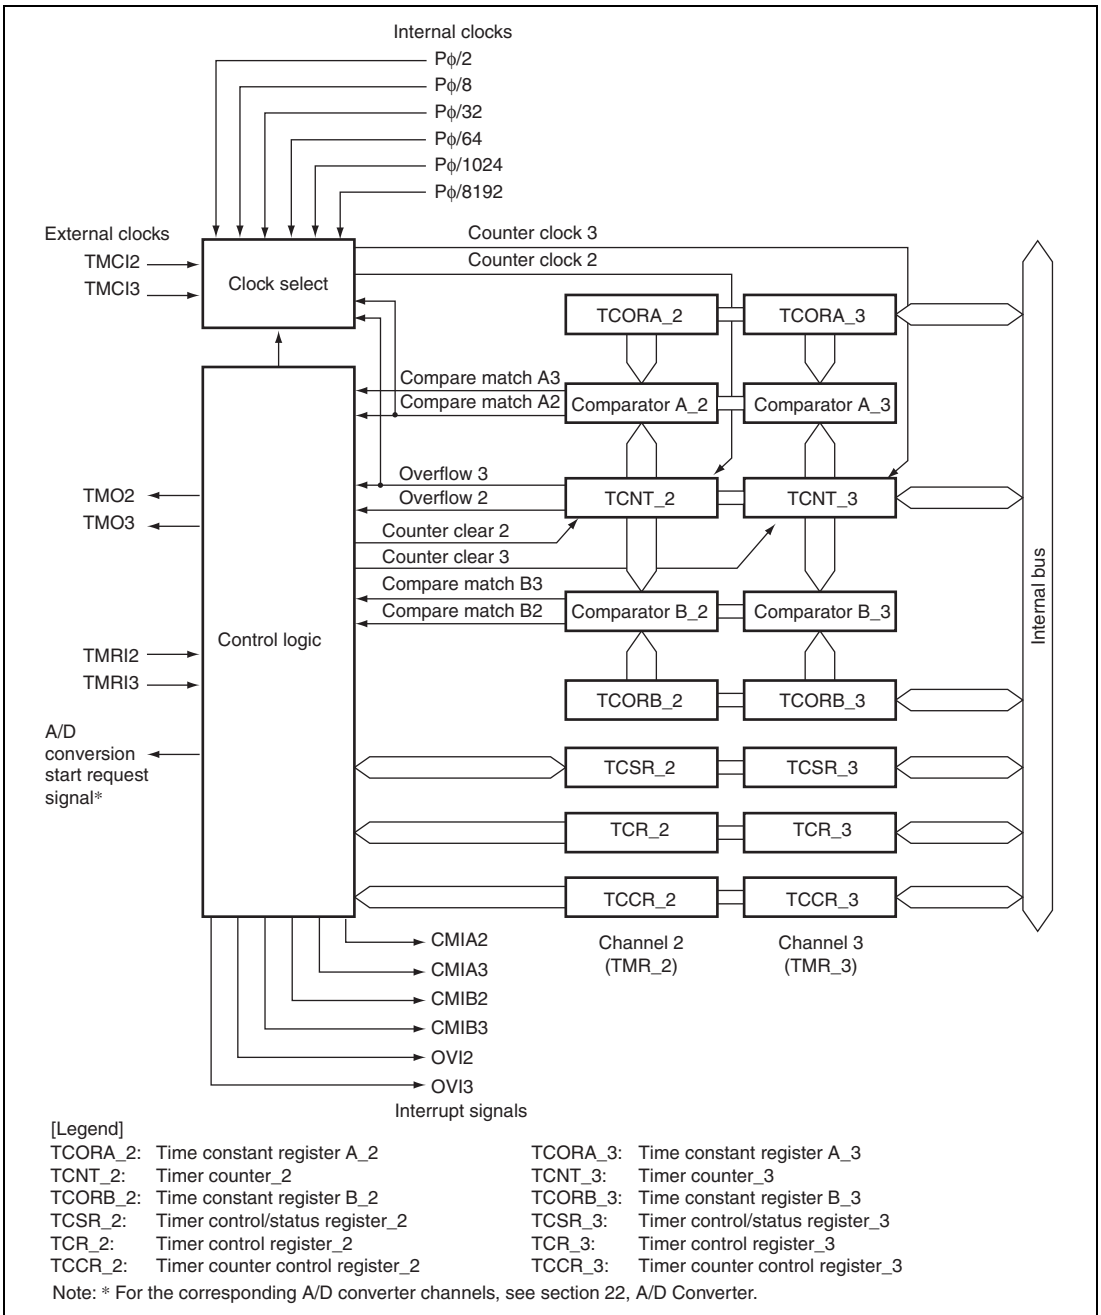 Internal clocks
Pϕ/2
Pϕ/8
Pϕ/32
Pϕ/64
Pϕ/1024
Pϕ/8192
External clocks
TMCI2
TMCI3
Clock select
Counter clock 3
Counter clock 2
TCORA_2
TCORA_3
Compare match A3
Compare match A2
Comparator A_2
Comparator A_3
TMO2
TMO3
Overflow 3
Overflow 2
TCNT_2
TCNT_3
Counter clear 2
Counter clear 3
Compare match B3
Compare match B2
Comparator B_2
Comparator B_3
Internal bus
Control logic
TMRI2
TMRI3
TCORB_2
TCORB_3
A/D
conversion
start request
signal*
TCSR_2
TCSR_3
TCR_2
TCR_3
TCCR_2
TCCR_3
Channel 2
(TMR_2)
Channel 3
(TMR_3)
CMIA2
CMIA3
CMIB2
CMIB3
OVI2
OVI3
Interrupt signals
[Legend]
TCORA_2: Time constant register A_2
TCNT_2: Timer counter_2
TCORB_2: Time constant register B_2
TCSR_2: Timer control/status register_2
TCR_2: Timer control register_2
TCCR_2: Timer counter control register_2
TCORA_3: Time constant register A_3
TCNT_3: Timer counter_3
TCORB_3: Time constant register B_3
TCSR_3: Timer control/status register_3
TCR_3: Timer control register_3
TCCR_3: Timer counter control register_3
Note: * For the corresponding A/D converter channels, see section 22, A/D Converter.